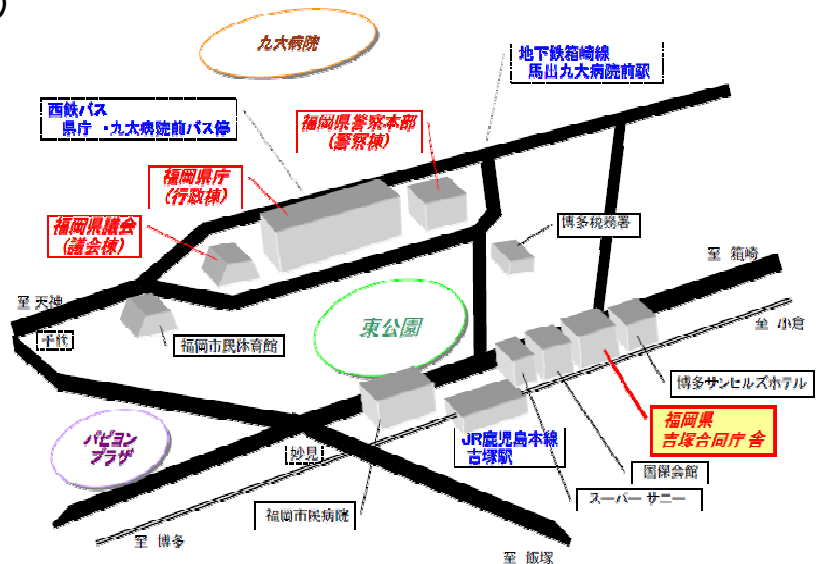 九大病院
地下鉄箱崎線
馬出九大病院前駅
西鉄バス
県庁・九大病院前バス停
福岡県警察本部
(警察棟)
福岡県庁
(行政棟)
福岡県議会
(議会棟)
博多税務署
至 箱崎
至 天神
千代
福岡市民体育館
東公園
至 小倉
博多サンヒルズホテル
福岡県
吉塚合同庁舎
パピヨン
プラザ
JR鹿児島本線
吉塚駅
妙見
国保会館
スーパー サニー
福岡市民病院
至 博多
至 飯塚